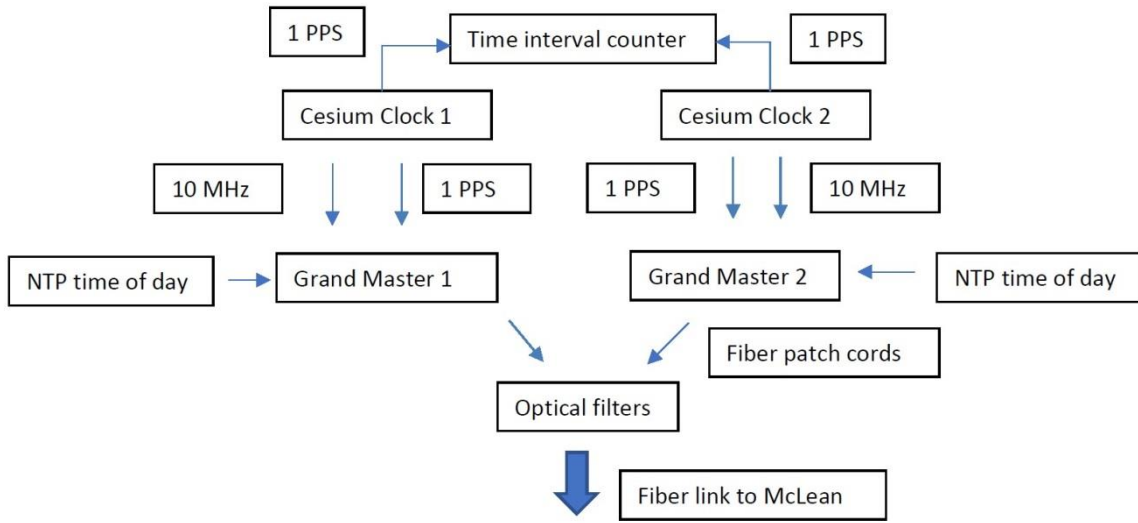 1 PPS
Time interval counter
1 PPS
Cesium Clock 1
Cesium Clock 2
10 MHz
1 PPS
1 PPS
10 MHz
NTP time of day
Grand Master 1
Grand Master 2
NTP time of day
Fiber patch cords
Optical filters
Fiber link to McLean